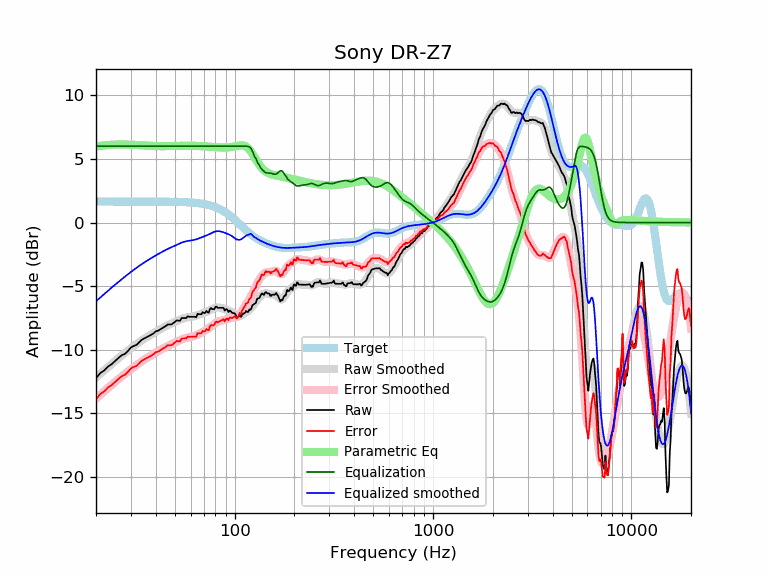 Sony DR-Z7
Amplitude (dBr)
10
5
0
−5
−10
−15
−20
Target
Raw Smoothed
Error Smoothed
Raw
Error
Parametric Eq
Equalization
Equalized smoothed
100
1000
10000
Frequency (Hz)